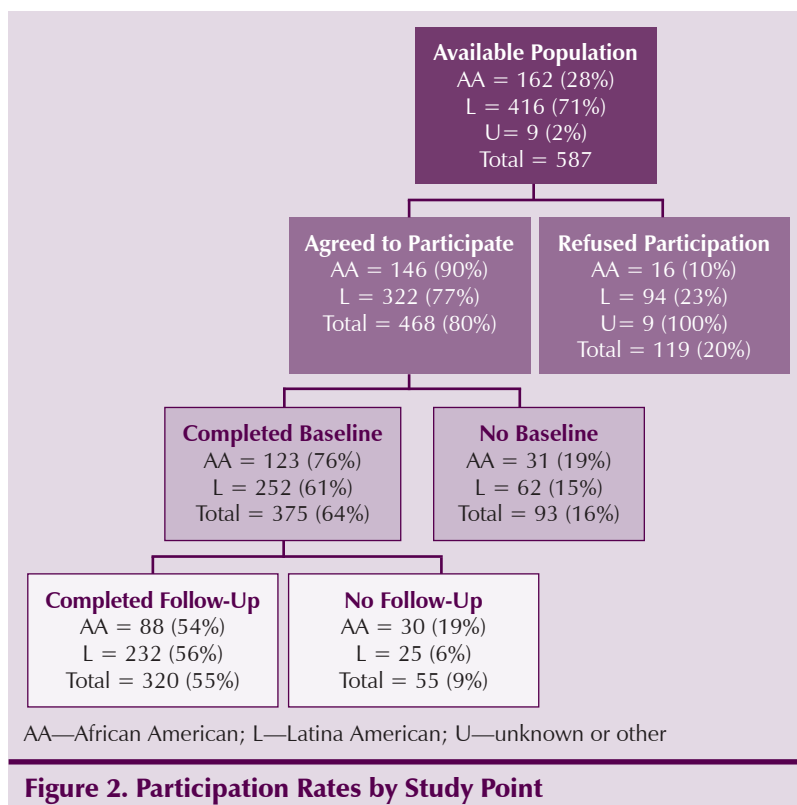 Available Population
AA = 162 (28%)
L = 416 (71%)
U= 9 (2%)
Total = 587
Agreed to Participate
AA = 146 (90%)
L = 322 (77%)
Total = 468 (80%)
Refused Participation
AA = 16 (10%)
L = 94 (23%)
U= 9 (100%)
Total = 119 (20%)
Completed Baseline
AA = 123 (76%)
L = 252 (61%)
Total = 375 (64%)
No Baseline
AA = 31 (19%)
L = 62 (15%)
Total = 93 (16%)
Completed Follow-Up
AA = 88 (54%)
L = 232 (56%)
Total = 320 (55%)
No Follow-Up
AA = 30 (19%)
L = 25 (6%)
Total = 55 (9%)
AA—African American; L—Latina American; U—unknown or other
Figure 2. Participation Rates by Study Point